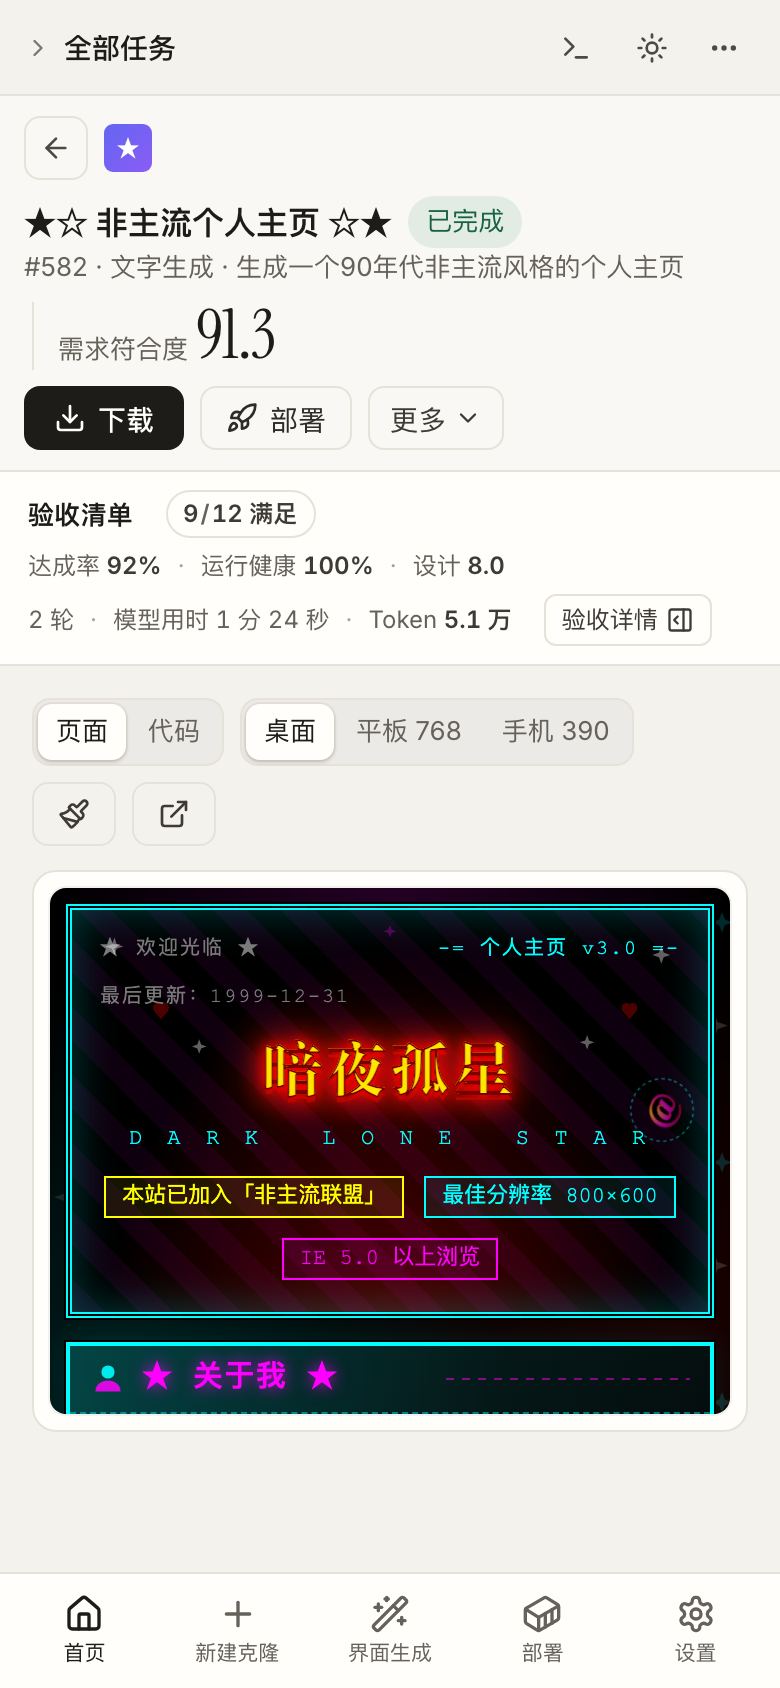 全部任务
★☆ 非主流个人主页 ☆★ 已完成
#582 · 文字生成 · 生成一个90年代非主流风格的个人主页
需求符合度 91.3
下载 部署 更多
验收清单 9/12 满足
达成率 92% · 运行健康 100% · 设计 8.0
2 轮 · 模型用时 1 分 24 秒 · Token 5.1 万 验收详情
页面 代码 桌面 平板 768 手机 390
★ 欢迎光临 ★ -= 个人主页 v3.0 =-
最后更新: 1999-12-31
暗夜孤星
DARK LONE STAR
本站已加入「非主流联盟」 最佳分辨率 800×600
IE 5.0 以上浏览
★ 关于我 ★
首页 新建克隆 界面生成 部署 设置